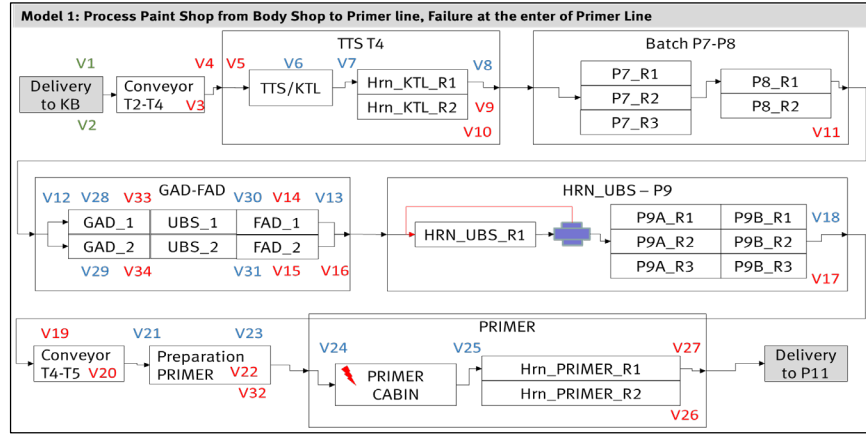 Model 1: Process Paint Shop from Body Shop to Primer line, Failure at the enter of Primer Line
TTS T4
Batch P7-P8
V1
V4
V5
V6
V7
V8
Delivery
to KB
Conveyor
T2-T4
V3
TTS/KTL
Hrn_KTL_R1
Hrn_KTL_R2
V9
V10
V2
P7_R1
P7_R2
P7_R3
P8_R1
P8_R2
V11
GAD-FAD
HRN_UBS – P9
V12
V28
V33
V30
V14
V13
GAD_1
UBS_1
FAD_1
GAD_2
UBS_2
FAD_2
V29
V34
V31
V15
V16
HRN_UBS_R1
P9A_R1
P9B_R1
P9A_R2
P9B_R2
P9A_R3
P9B_R3
V18
V17
PRIMER
V19
V21
V23
V24
V25
V27
Conveyor
T4-T5
V20
Preparation
PRIMER
V22
V32
PRIMER
CABIN
Hrn_PRIMER_R1
Hrn_PRIMER_R2
V26
Delivery
to P11